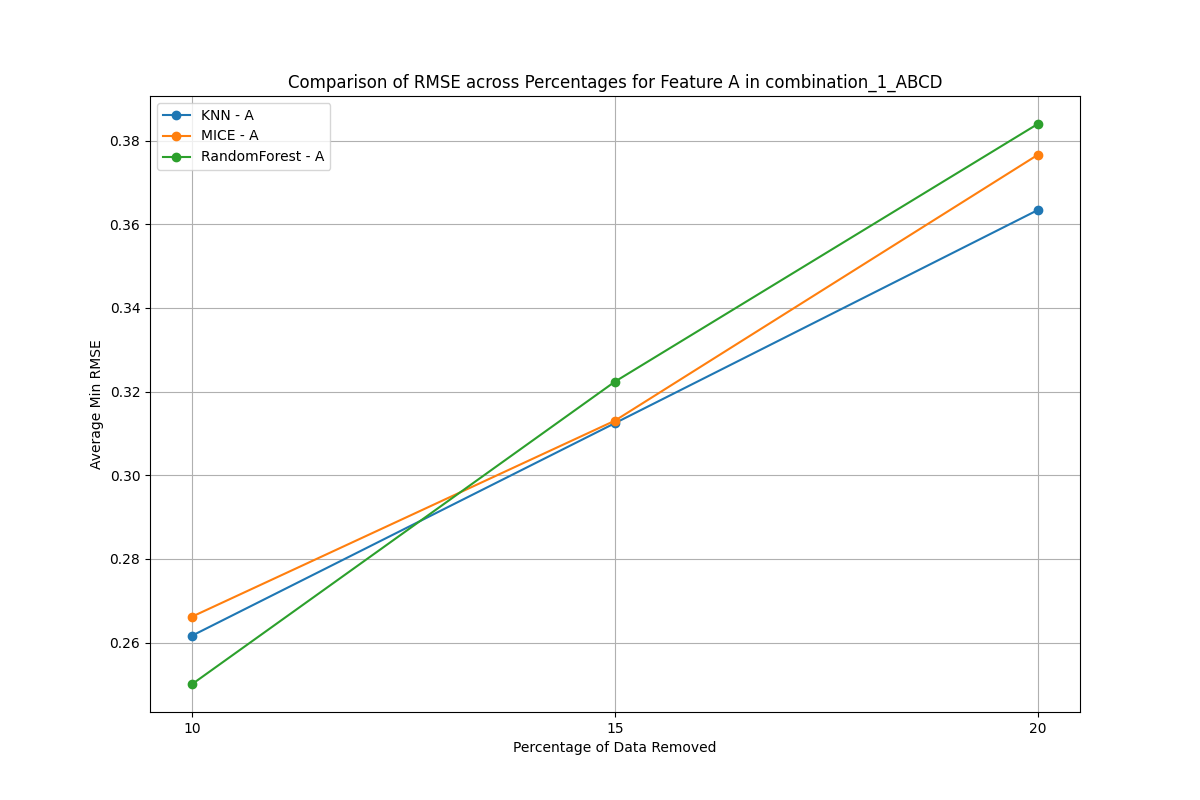 Comparison of RMSE across Percentages for Feature A in combination_1_ABCD
KNN - A
MICE - A
RandomForest - A
Average Min RMSE
0.38
0.36
0.34
0.32
0.30
0.28
0.26
10
15
20
Percentage of Data Removed